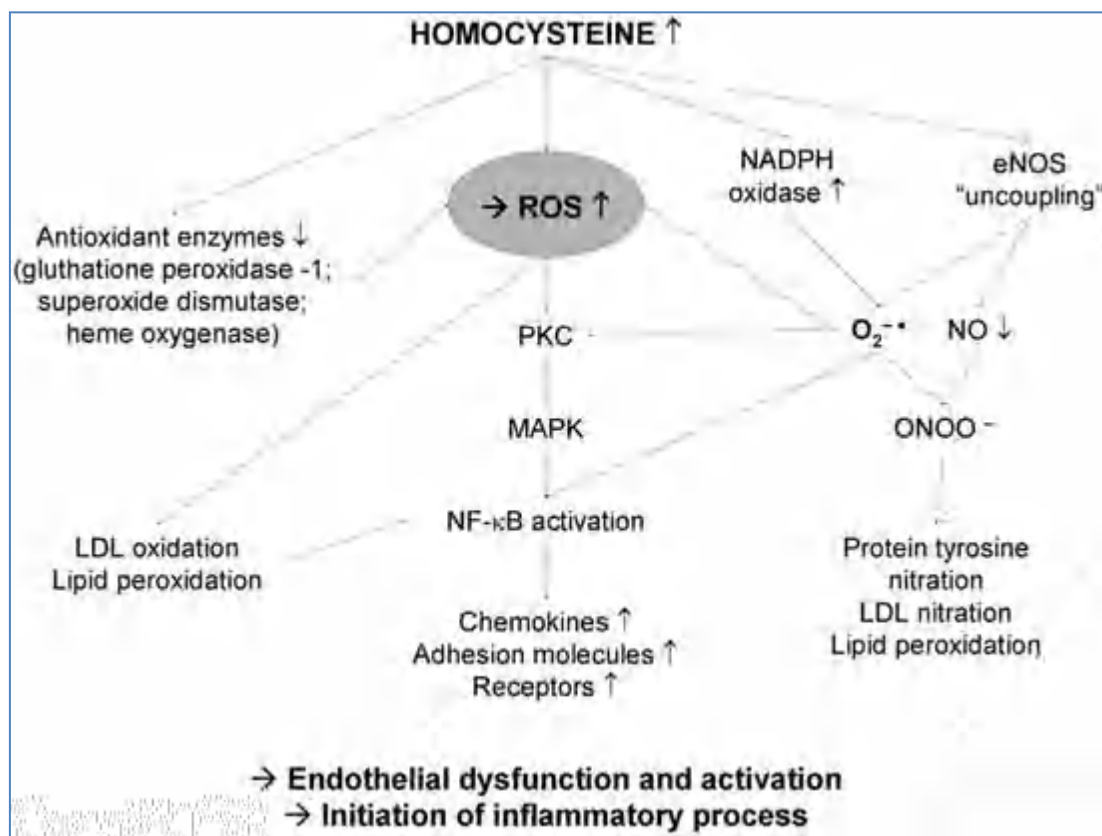 HOMOCYSTEINE ↑
NADPH
oxidase ↑
eNOS
"uncoupling"
→ ROS ↑
Antioxidant enzymes ↓
(gluthatione peroxidase -1;
superoxide dismutase;
heme oxygenase)
PKC
O₂⁻•
NO ↓
MAPK
ONOO⁻
NF-κB activation
LDL oxidation
Lipid peroxidation
Protein tyrosine
nitration
LDL nitration
Lipid peroxidation
Chemokines ↑
Adhesion molecules ↑
Receptors ↑
→ Endothelial dysfunction and activation
→ Initiation of inflammatory process